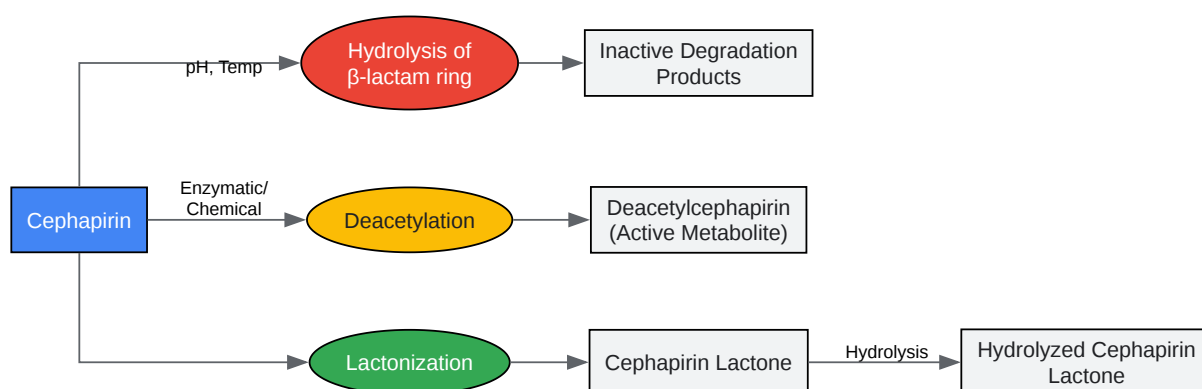 Hydrolysis of
β-lactam ring
Inactive Degradation
Products
pH, Temp
Cephapirin
Enzymatic/
Chemical
Deacetylation
Deacetylcephapirin
(Active Metabolite)
Lactonization
Cephapirin Lactone
Hydrolysis
Hydrolyzed Cephapirin
Lactone